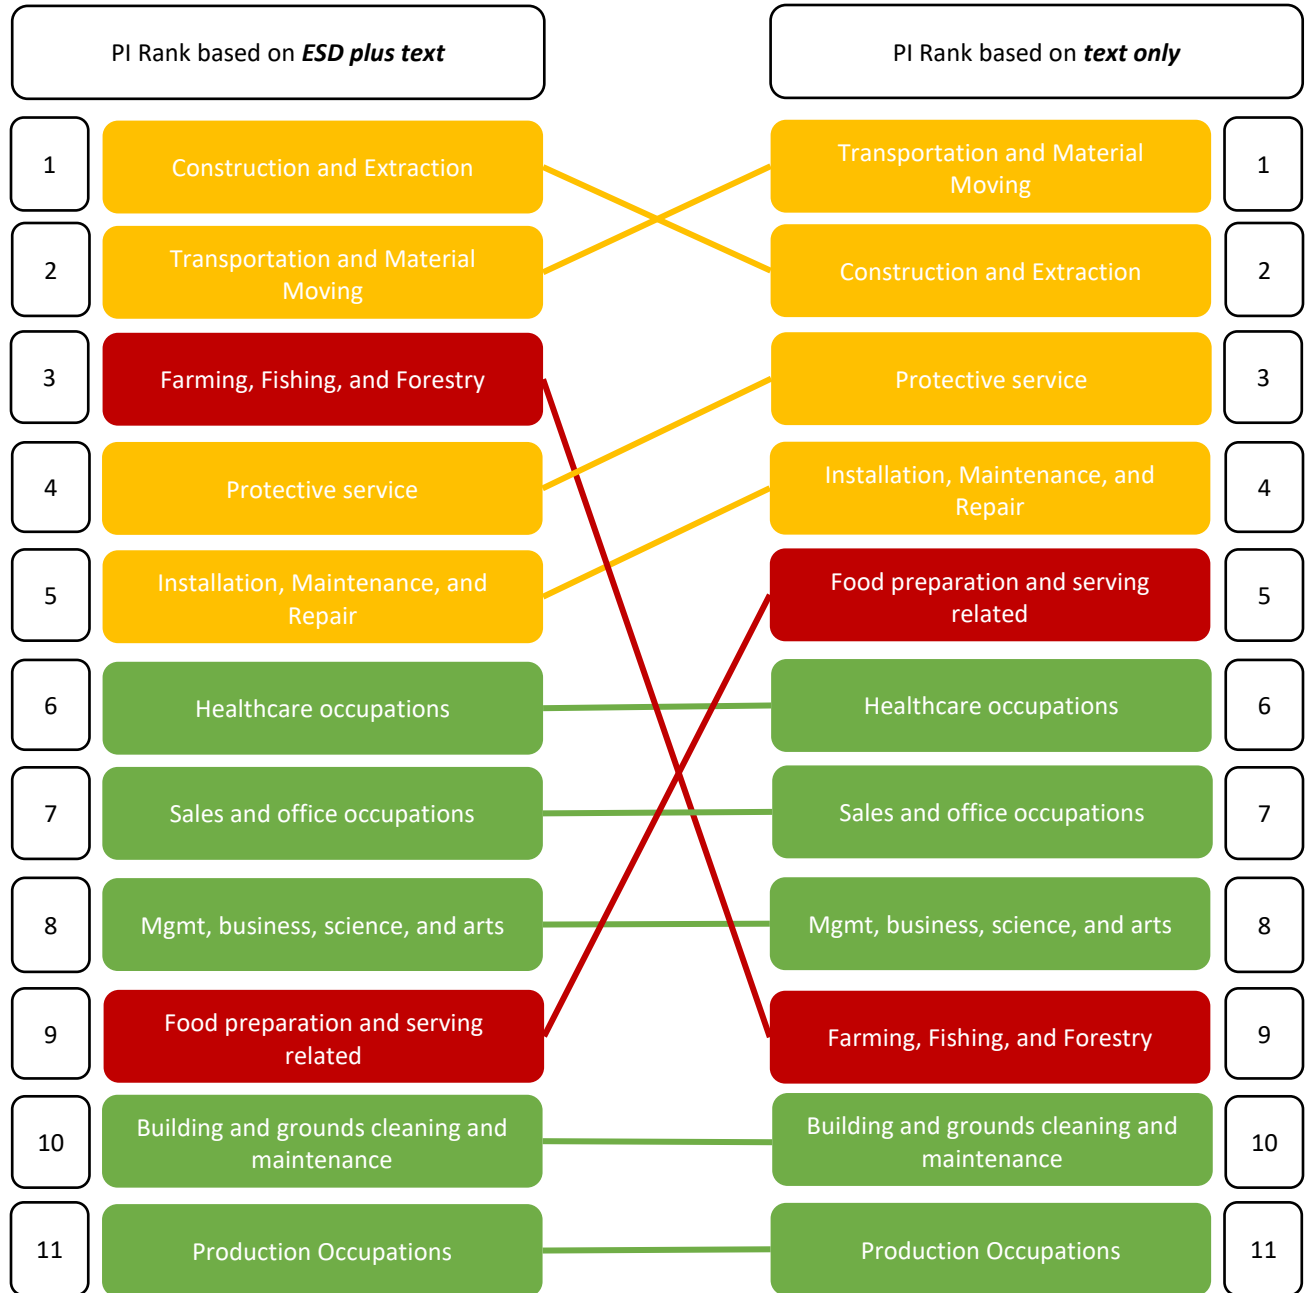 PI Rank based on ESD plus text
PI Rank based on text only
1
Construction and Extraction
Transportation and Material
Moving
1
2
Transportation and Material
Moving
Construction and Extraction
2
3
Farming, Fishing, and Forestry
Protective service
3
4
Protective service
Installation, Maintenance, and
Repair
4
5
Installation, Maintenance, and
Repair
Food preparation and serving
related
5
6
Healthcare occupations
Healthcare occupations
6
7
Sales and office occupations
Sales and office occupations
7
8
Mgmt, business, science, and arts
Mgmt, business, science, and arts
8
9
Food preparation and serving
related
Farming, Fishing, and Forestry
9
10
Building and grounds cleaning and
maintenance
Building and grounds cleaning and
maintenance
10
11
Production Occupations
Production Occupations
11